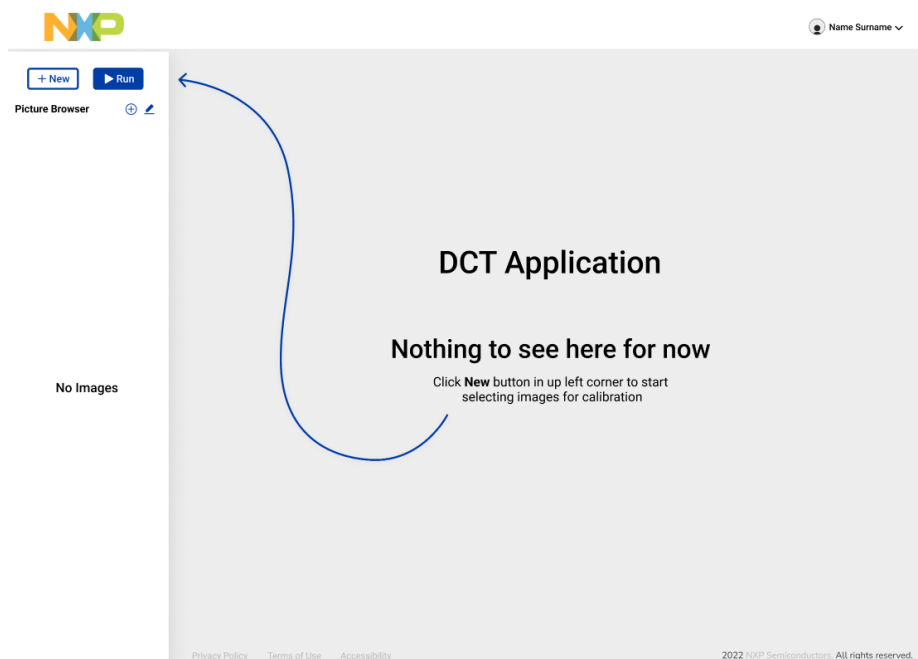 NXP
Name Surname
+ New
Run
Picture Browser
No Images
DCT Application
Nothing to see here for now
Click New button in up left corner to start
selecting images for calibration
Privacy Policy Terms of Use Accessibility
2022 NXP Semiconductors. All rights reserved.